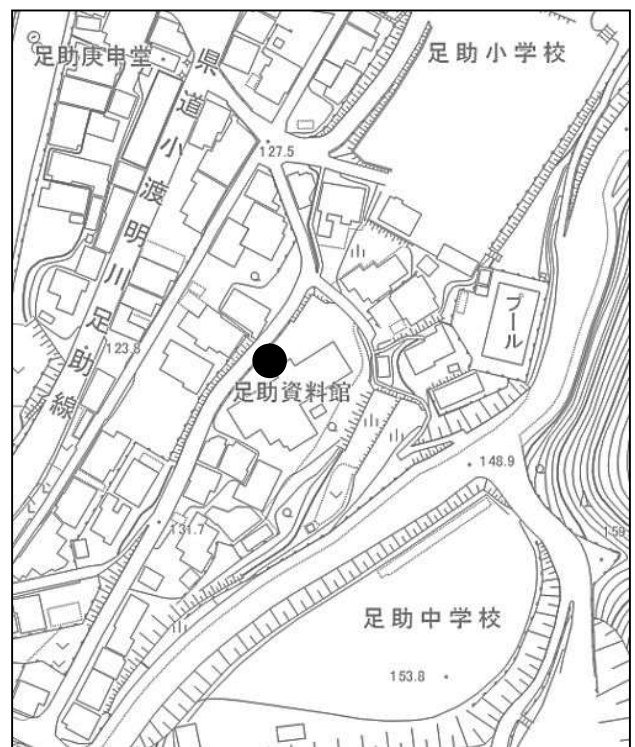 足助庚申堂
足助小学校
県道小渡明川足助線
127.5
プール
123.8
足助資料館
148.9
131.7
159
足助中学校
153.8